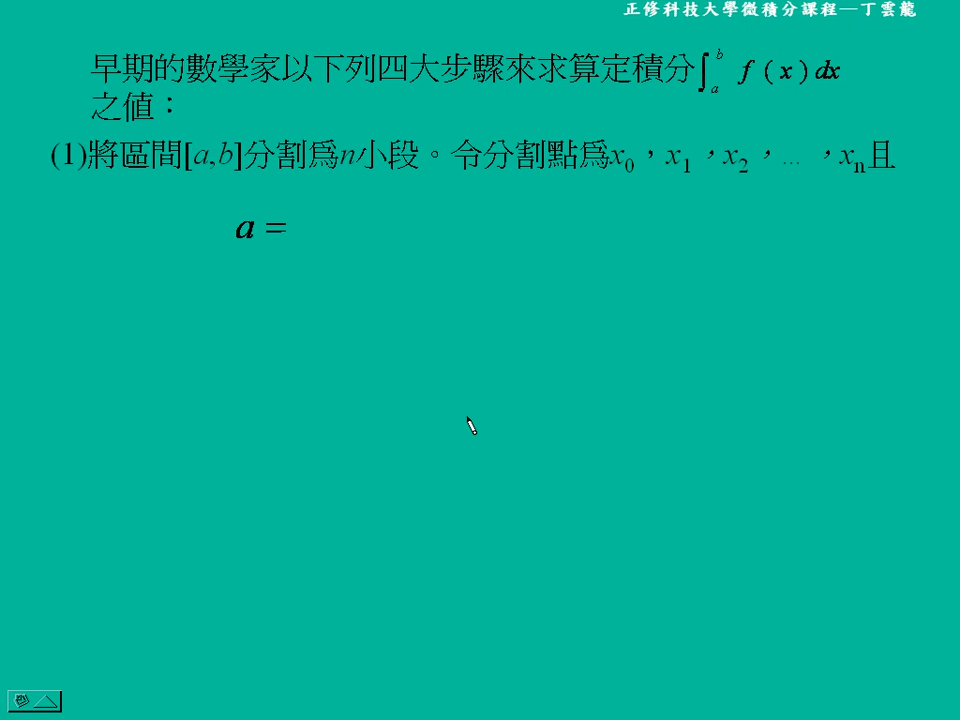 正修科技大學微積分課程—丁雲龍
早期的數學家以下列四大步驟來求算定積分∫_a^b f(x)dx
之值：
(1)將區間[a,b]分割為n小段。令分割點為x₀，x₁，x₂，…，xₙ且
a =